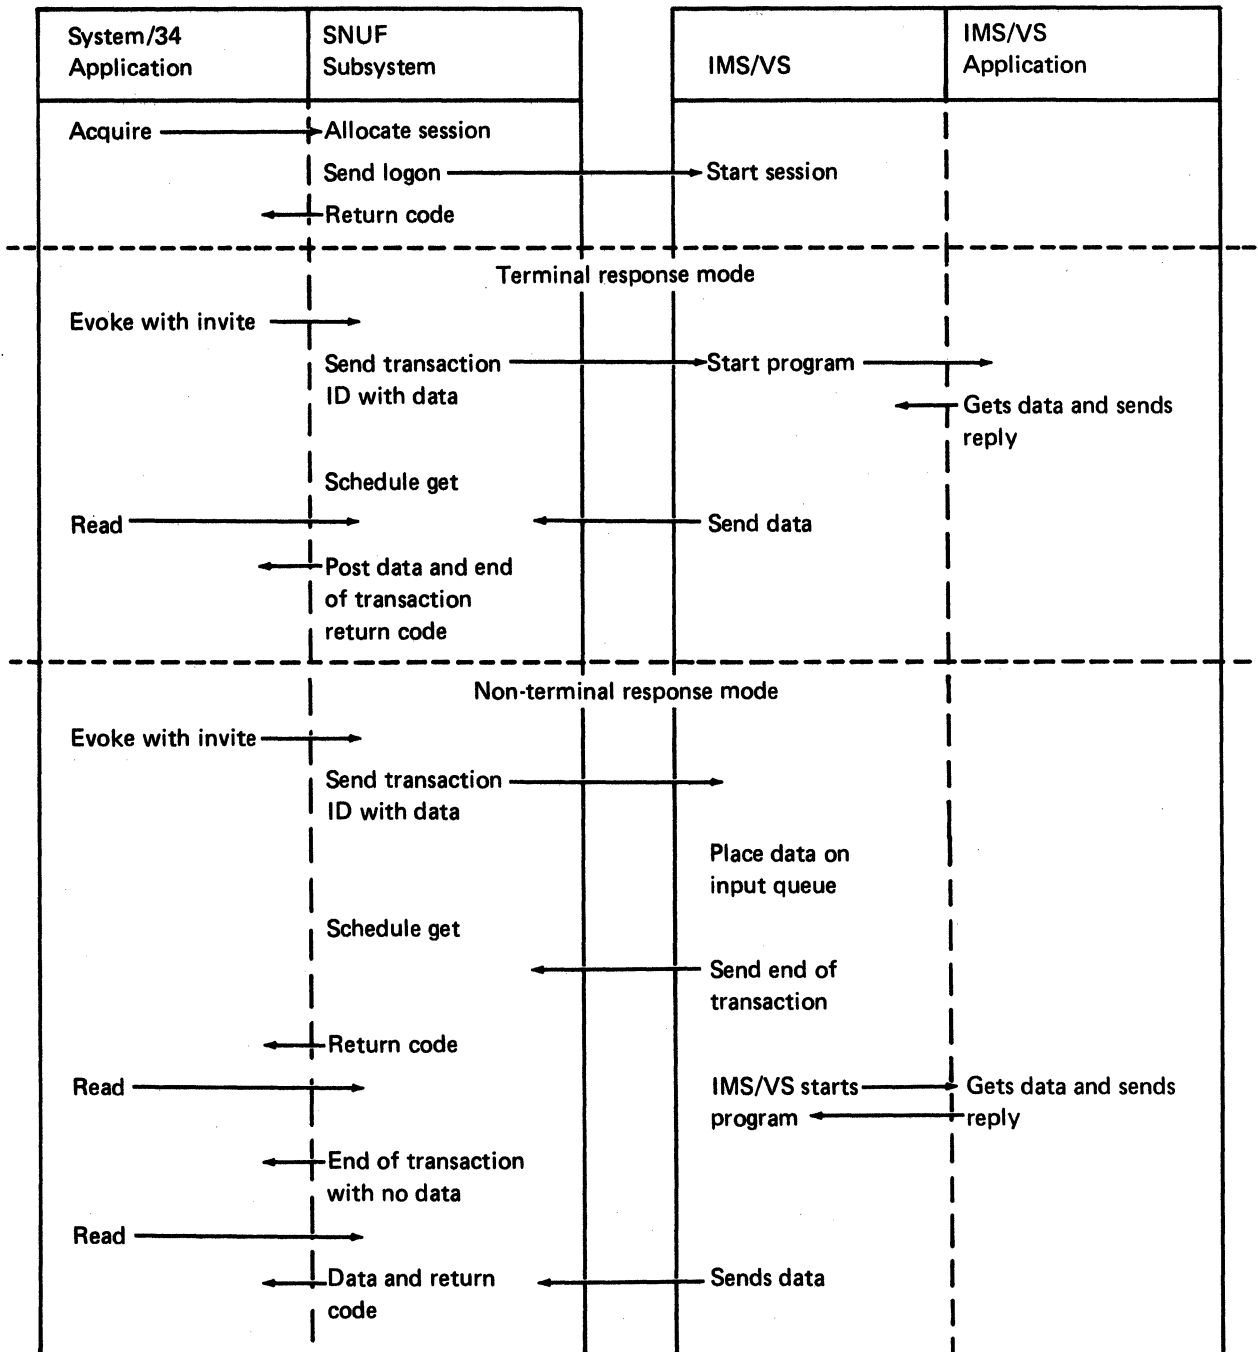 System/34
Application
SNUF
Subsystem
IMS/VS
IMS/VS
Application
Acquire
Allocate session
Send logon
Start session
Return code
Terminal response mode
Evoke with invite
Send transaction
ID with data
Start program
Gets data and sends
reply
Schedule get
Read
Send data
Post data and end
of transaction
return code
Non-terminal response mode
Evoke with invite
Send transaction
ID with data
Place data on
input queue
Schedule get
Send end of
transaction
Return code
Read
IMS/VS starts
program
Gets data and sends
reply
End of transaction
with no data
Read
Data and return
code
Sends data